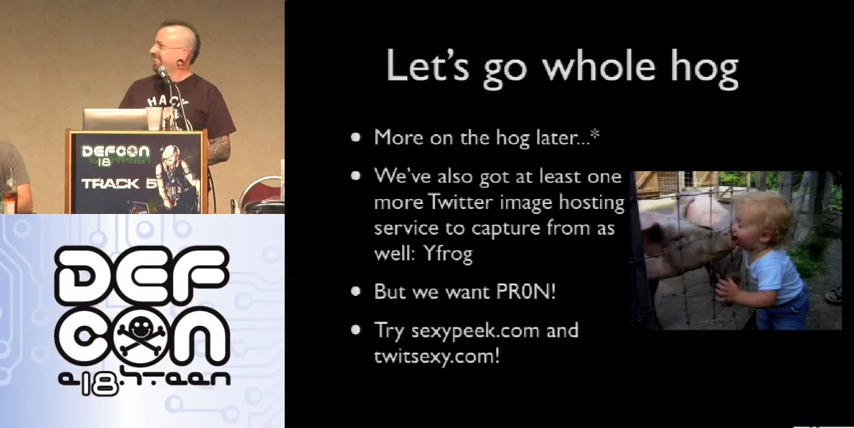 HACK
DEFCON
18
TRACK 5
DEF
CON
e18hteen
Let's go whole hog
• More on the hog later...*
• We've also got at least one
more Twitter image hosting
service to capture from as
well: Yfrog
• But we want PR0N!
• Try sexypeek.com and
twitsexy.com!